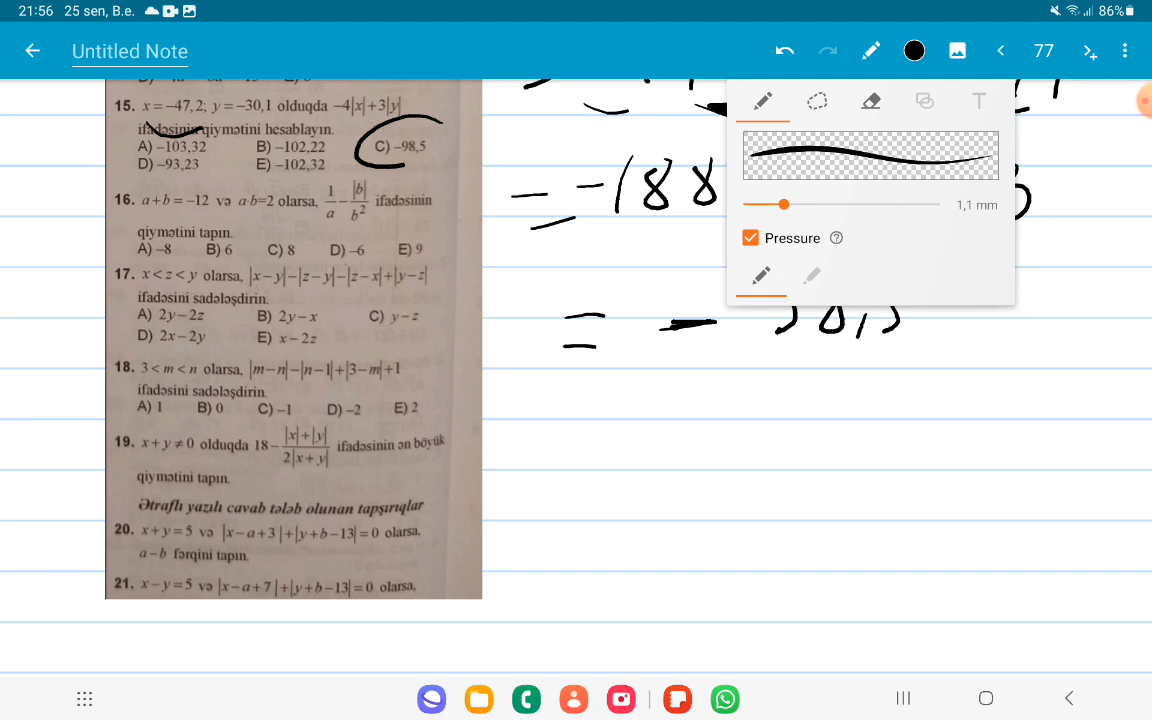 21:56 25 sen, B.e. 86%
Untitled Note
77
15. x=−47,2; y=−30,1 olduqda −4|x|+3|y|
ifadəsinin qiymətini hesablayın.
A) −103,32 B) −102,22 C) −98,5
D) −93,23 E) −102,32
16. a+b=−12 və a·b=2 olarsa, 1/a − |b|/b² ifadəsinin
qiymətini tapın.
A) −8 B) 6 C) 8 D) −6 E) 9
17. x<z<y olarsa, |x−y|−|z−y|−|z−x|+|y−z|
ifadəsini sadələşdirin.
A) 2y−2z B) 2y−x C) y−z
D) 2x−2y E) x−2z
18. 3<m<n olarsa, |m−n|−|n−1|+|3−m|+1
ifadəsini sadələşdirin.
A) 1 B) 0 C) −1 D) −2 E) 2
19. x+y≠0 olduqda 18−(|x|+|y|)/(2|x+y|) ifadəsinin ən böyük
qiymətini tapın.
Ətraflı yazılı cavab tələb olunan tapşırıqlar
20. x+y=5 və |x−a+3|+|y+b−13|=0 olarsa,
a−b fərqini tapın.
21. x−y=5 və |x−a+7|+|y+b−13|=0 olarsa,
= −(88
T
1,1 mm
Pressure